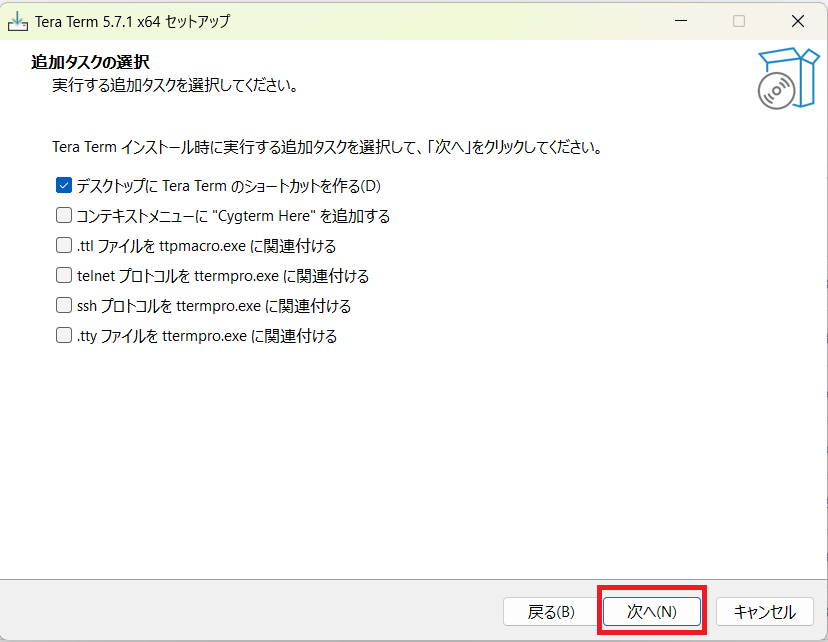 Tera Term 5.7.1 x64 セットアップ
追加タスクの選択
実行する追加タスクを選択してください。
Tera Term インストール時に実行する追加タスクを選択して、「次へ」をクリックしてください。
デスクトップに Tera Term のショートカットを作る(D)
コンテキストメニューに "Cygterm Here" を追加する
.ttl ファイルを ttpmacro.exe に関連付ける
telnet プロトコルを ttermpro.exe に関連付ける
ssh プロトコルを ttermpro.exe に関連付ける
.tty ファイルを ttermpro.exe に関連付ける
戻る(B) 次へ(N) キャンセル